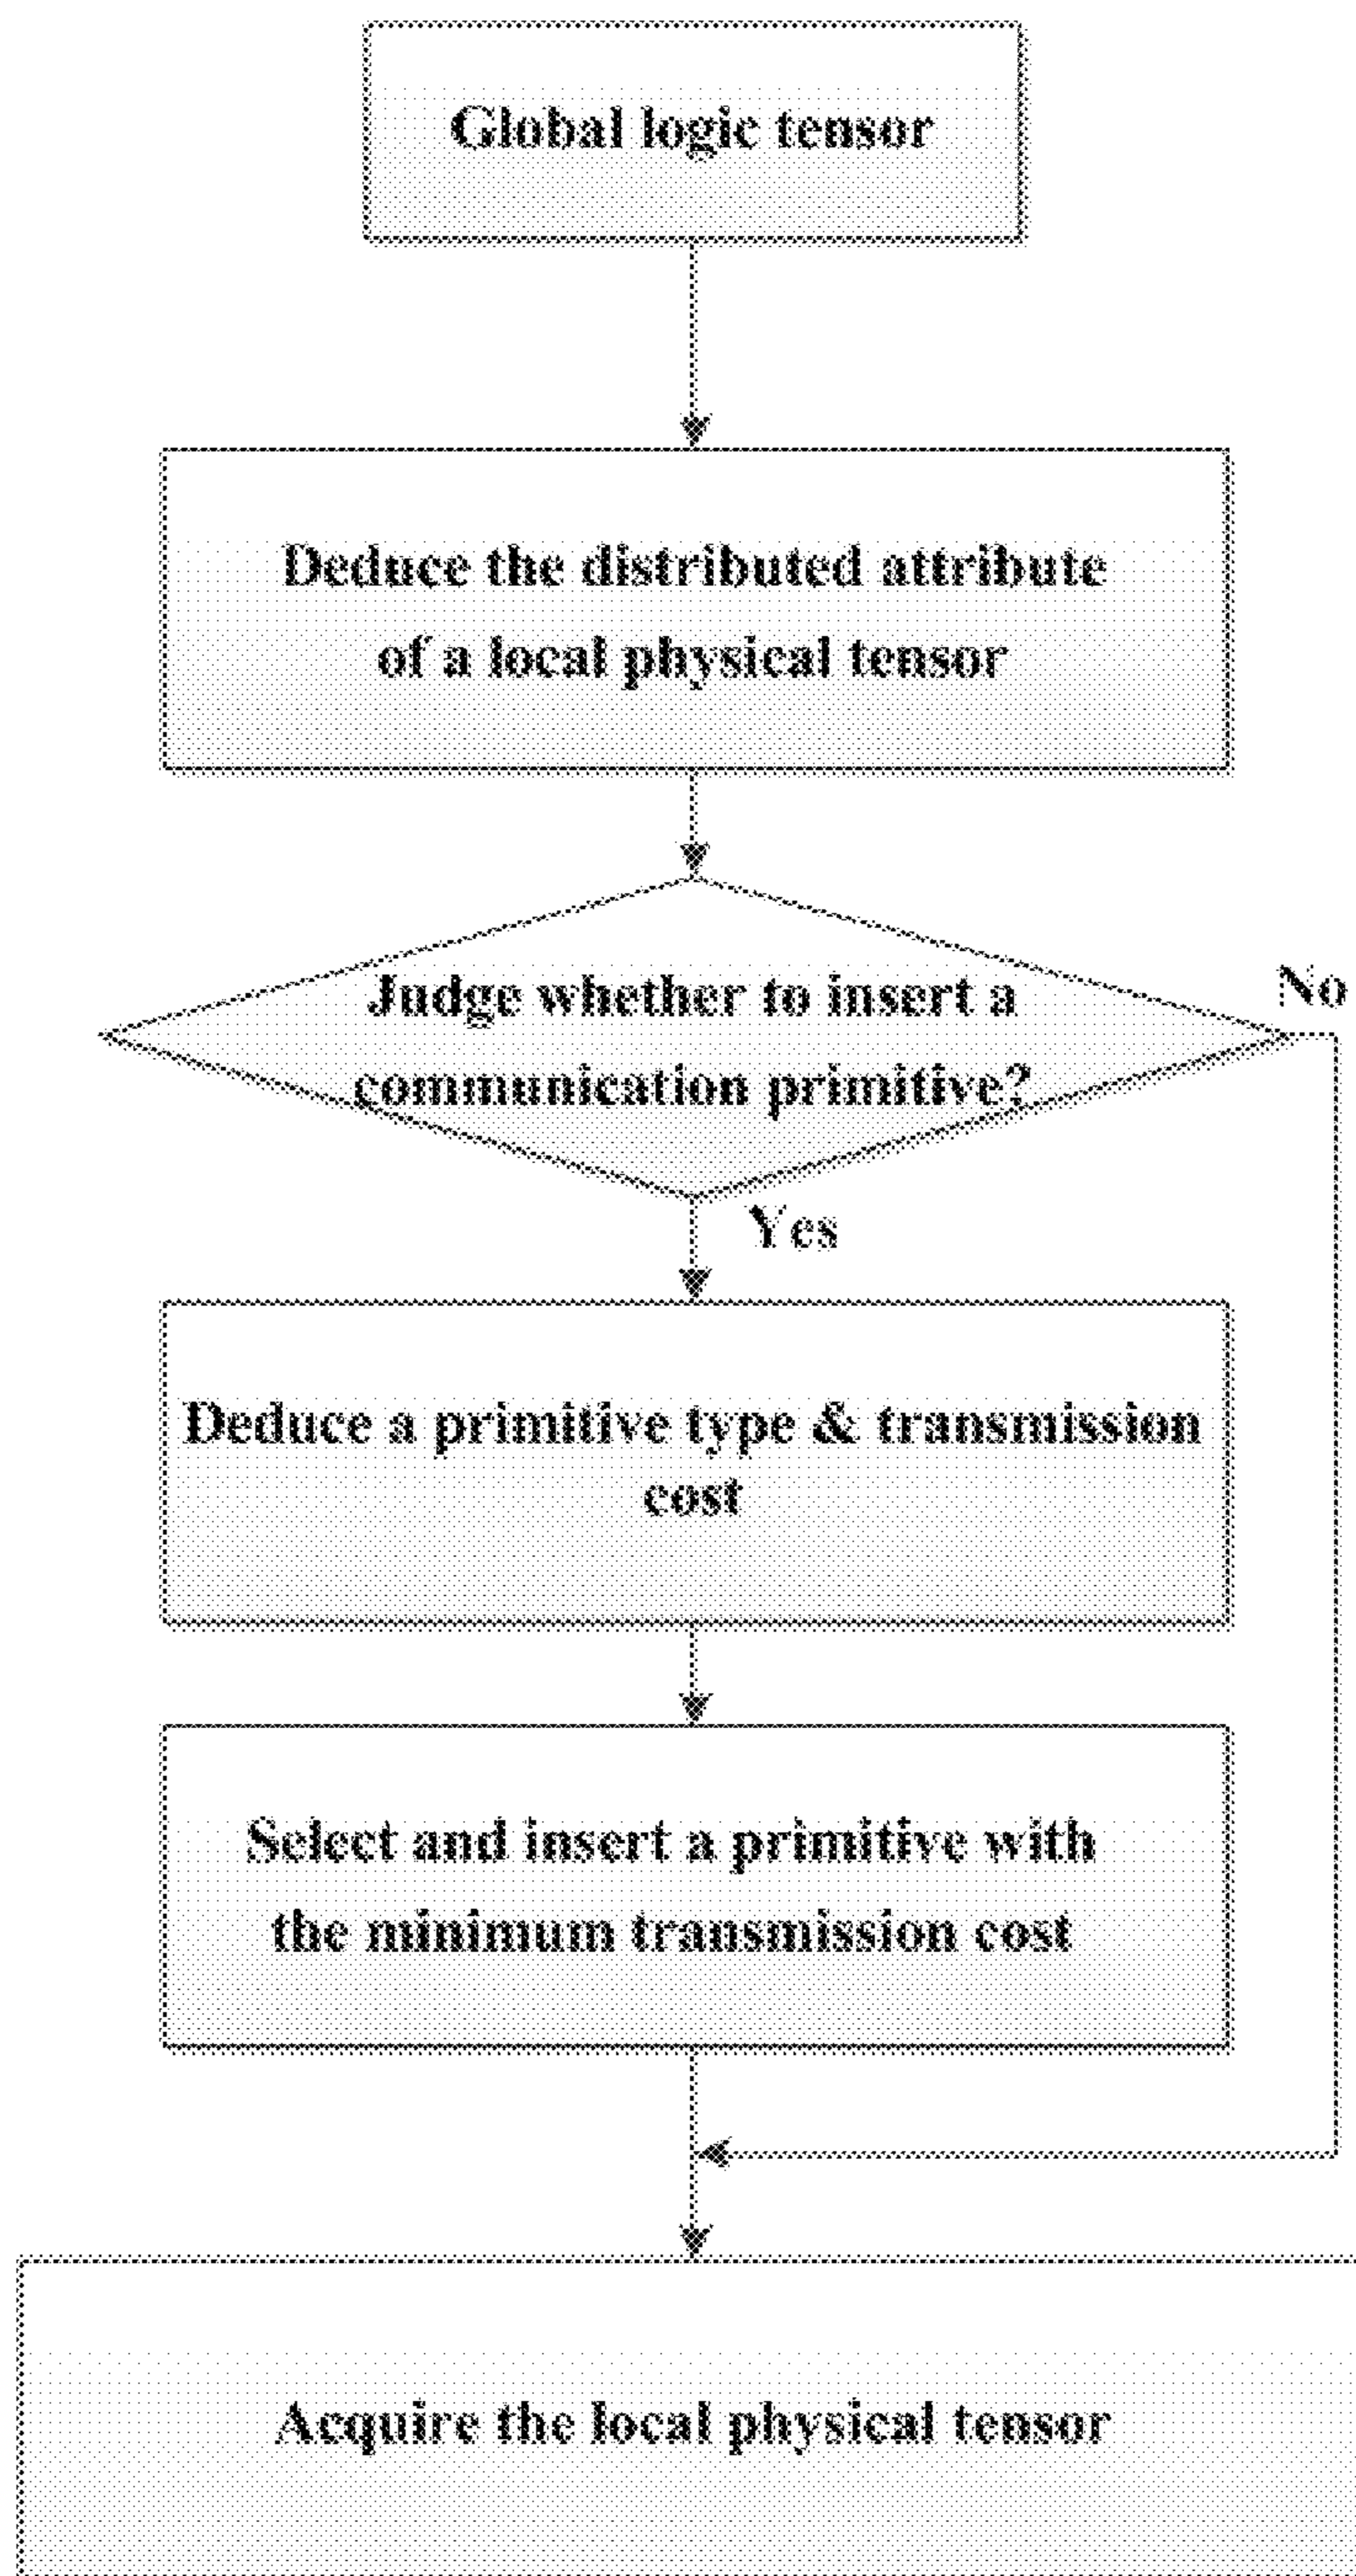 Global logic tensor
Deduce the distributed attribute
of a local physical tensor
Judge whether to insert a
communication primitive?
No
Yes
Deduce a primitive type & transmission
cost
Select and insert a primitive with
the minimum transmission cost
Acquire the local physical tensor